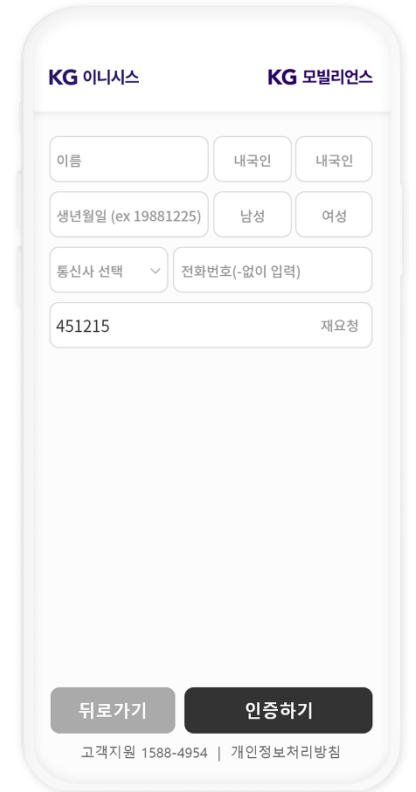 KG 이니시스 KG 모빌리언스
이름 내국인 내국인
생년월일 (ex 19881225) 남성 여성
통신사 선택 전화번호(-없이 입력)
451215 재요청
뒤로가기 인증하기
고객지원 1588-4954 | 개인정보처리방침